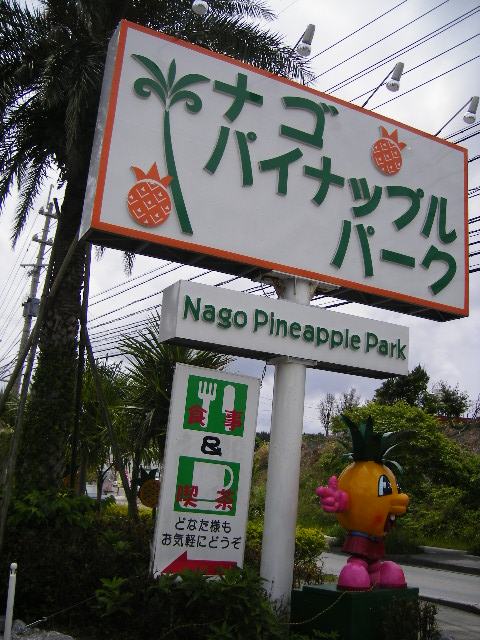 ナゴ
パイナップル
パーク
Nago Pineapple Park
食事
&
喫茶
どなた様も
お気軽にどうぞ